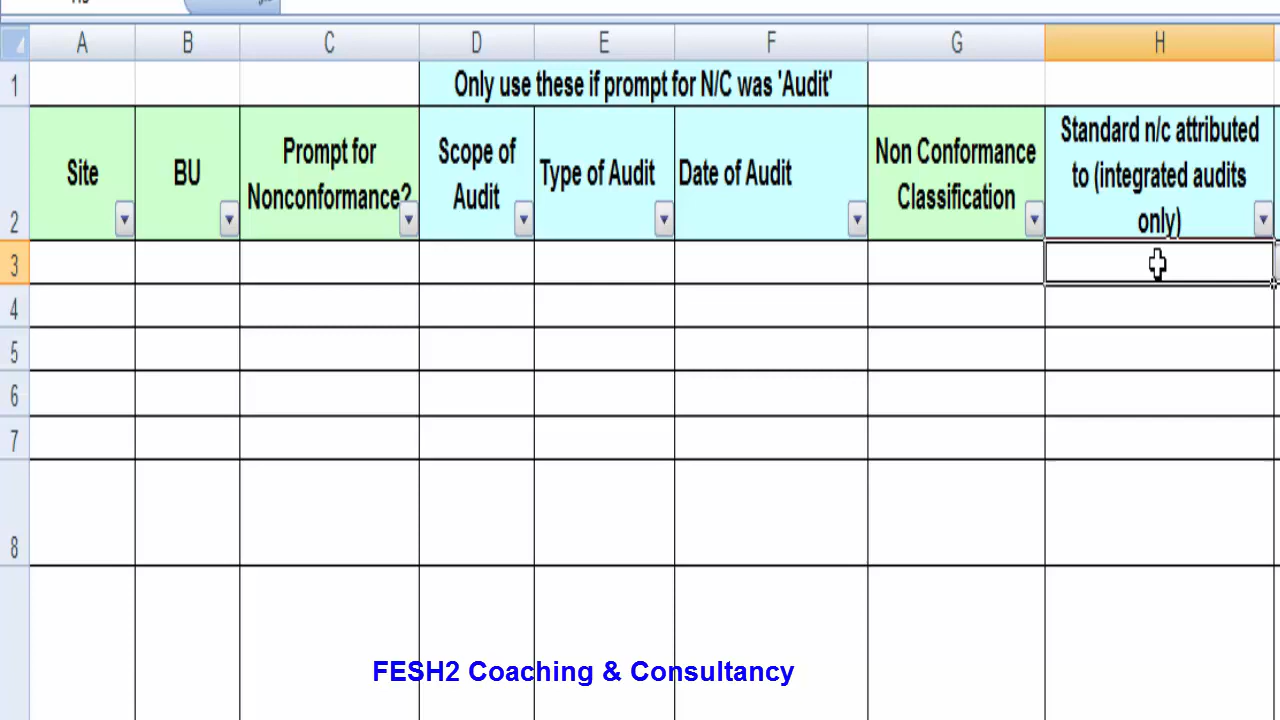 A B C D E F G H
1
Only use these if prompt for N/C was 'Audit'
2
Site
BU
Prompt for
Nonconformance?
Scope of
Audit
Type of Audit
Date of Audit
Non Conformance
Classification
Standard n/c attributed
to (integrated audits
only)
3
4
5
6
7
8
FESH2 Coaching & Consultancy